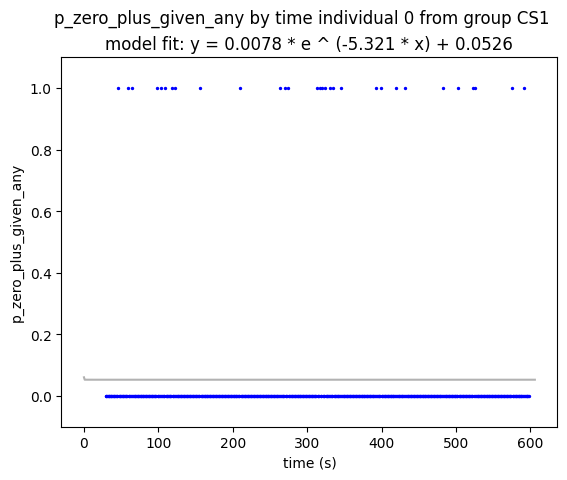 p_zero_plus_given_any by time individual 0 from group CS1
model fit: y = 0.0078 * e ^ (-5.321 * x) + 0.0526
1.0
0.8
0.6
0.4
0.2
0.0
p_zero_plus_given_any
0 100 200 300 400 500 600
time (s)